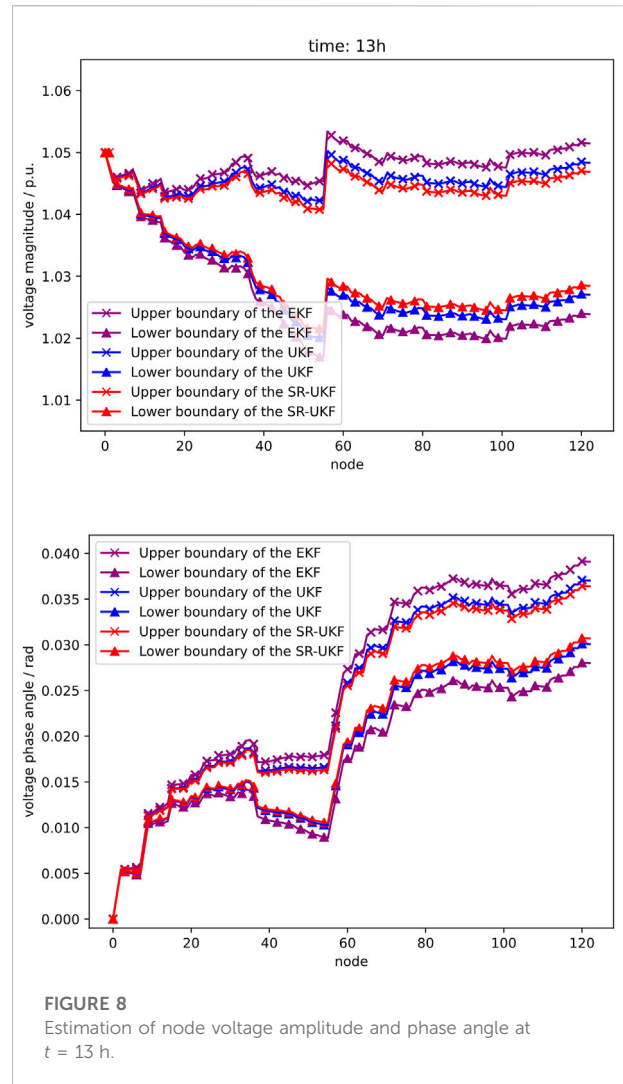 time: 13h
1.06
1.05
1.04
1.03
1.02
1.01
voltage magnitude / p.u.
Upper boundary of the EKF
Lower boundary of the EKF
Upper boundary of the UKF
Lower boundary of the UKF
Upper boundary of the SR-UKF
Lower boundary of the SR-UKF
0 20 40 60 80 100 120
node
0.040
0.035
0.030
0.025
0.020
0.015
0.010
0.005
0.000
voltage phase angle / rad
Upper boundary of the EKF
Lower boundary of the EKF
Upper boundary of the UKF
Lower boundary of the UKF
Upper boundary of the SR-UKF
Lower boundary of the SR-UKF
0 20 40 60 80 100 120
node
FIGURE 8
Estimation of node voltage amplitude and phase angle at
t = 13 h.